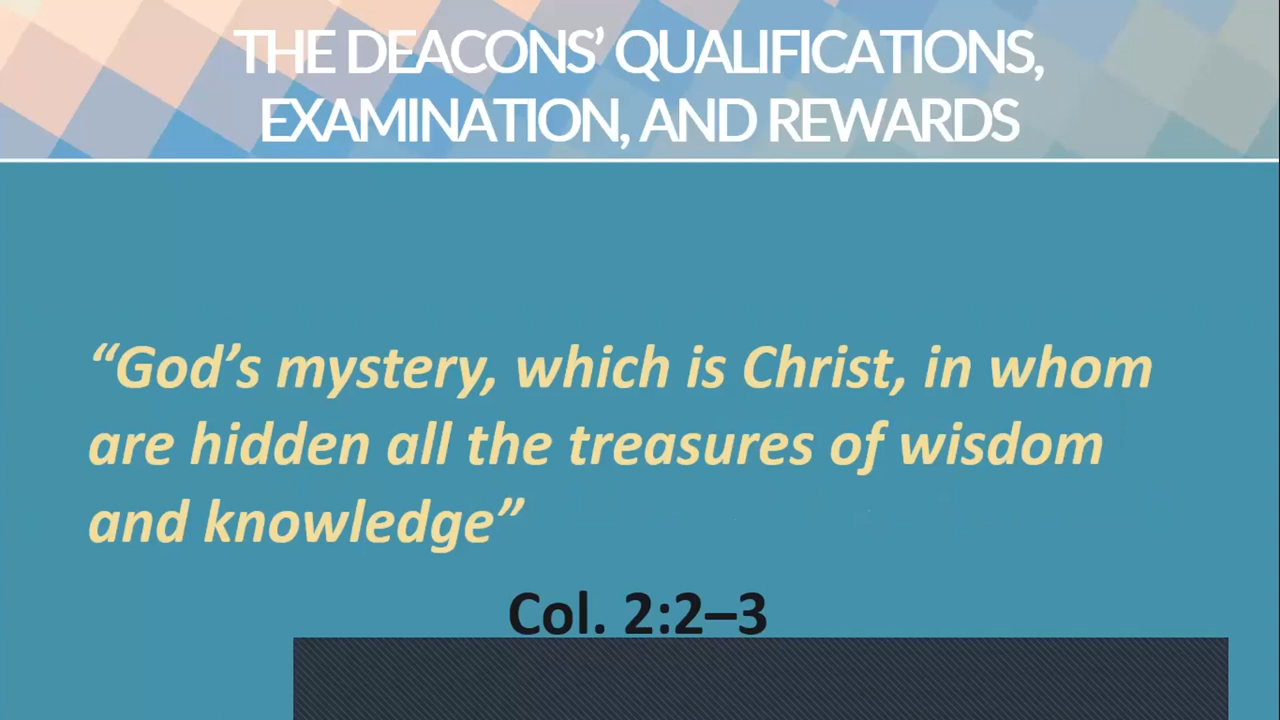 THE DEACONS’ QUALIFICATIONS,
EXAMINATION, AND REWARDS
“God’s mystery, which is Christ, in whom
are hidden all the treasures of wisdom
and knowledge”
Col. 2:2–3